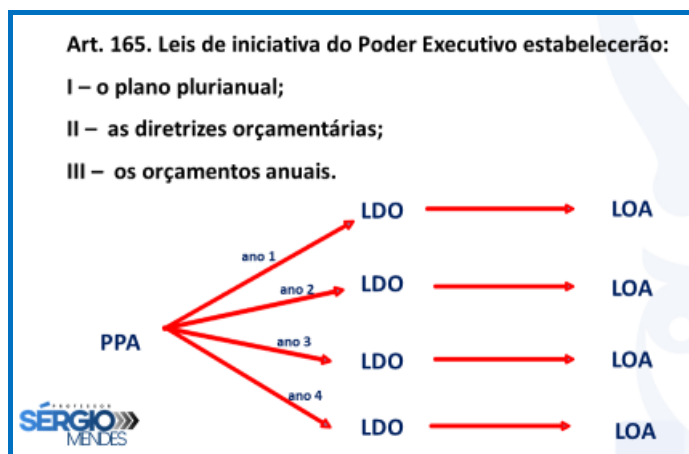 Art. 165. Leis de iniciativa do Poder Executivo estabelecerão:
I – o plano plurianual;
II – as diretrizes orçamentárias;
III – os orçamentos anuais.
LDO LOA
ano 1
LDO LOA
ano 2
PPA
ano 3
LDO LOA
ano 4
LDO LOA
PROFESSOR
SÉRGIO
MENDES